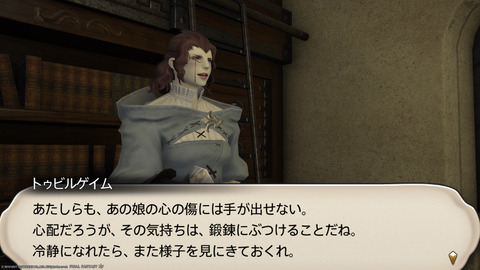 トゥビルゲイム
あたしらも、あの娘の心の傷には手が出せない。
心配だろうが、その気持ちは、鍛錬にぶつけることだね。
冷静になれたら、また様子を見にきておくれ。
FINAL FANTASY XIV